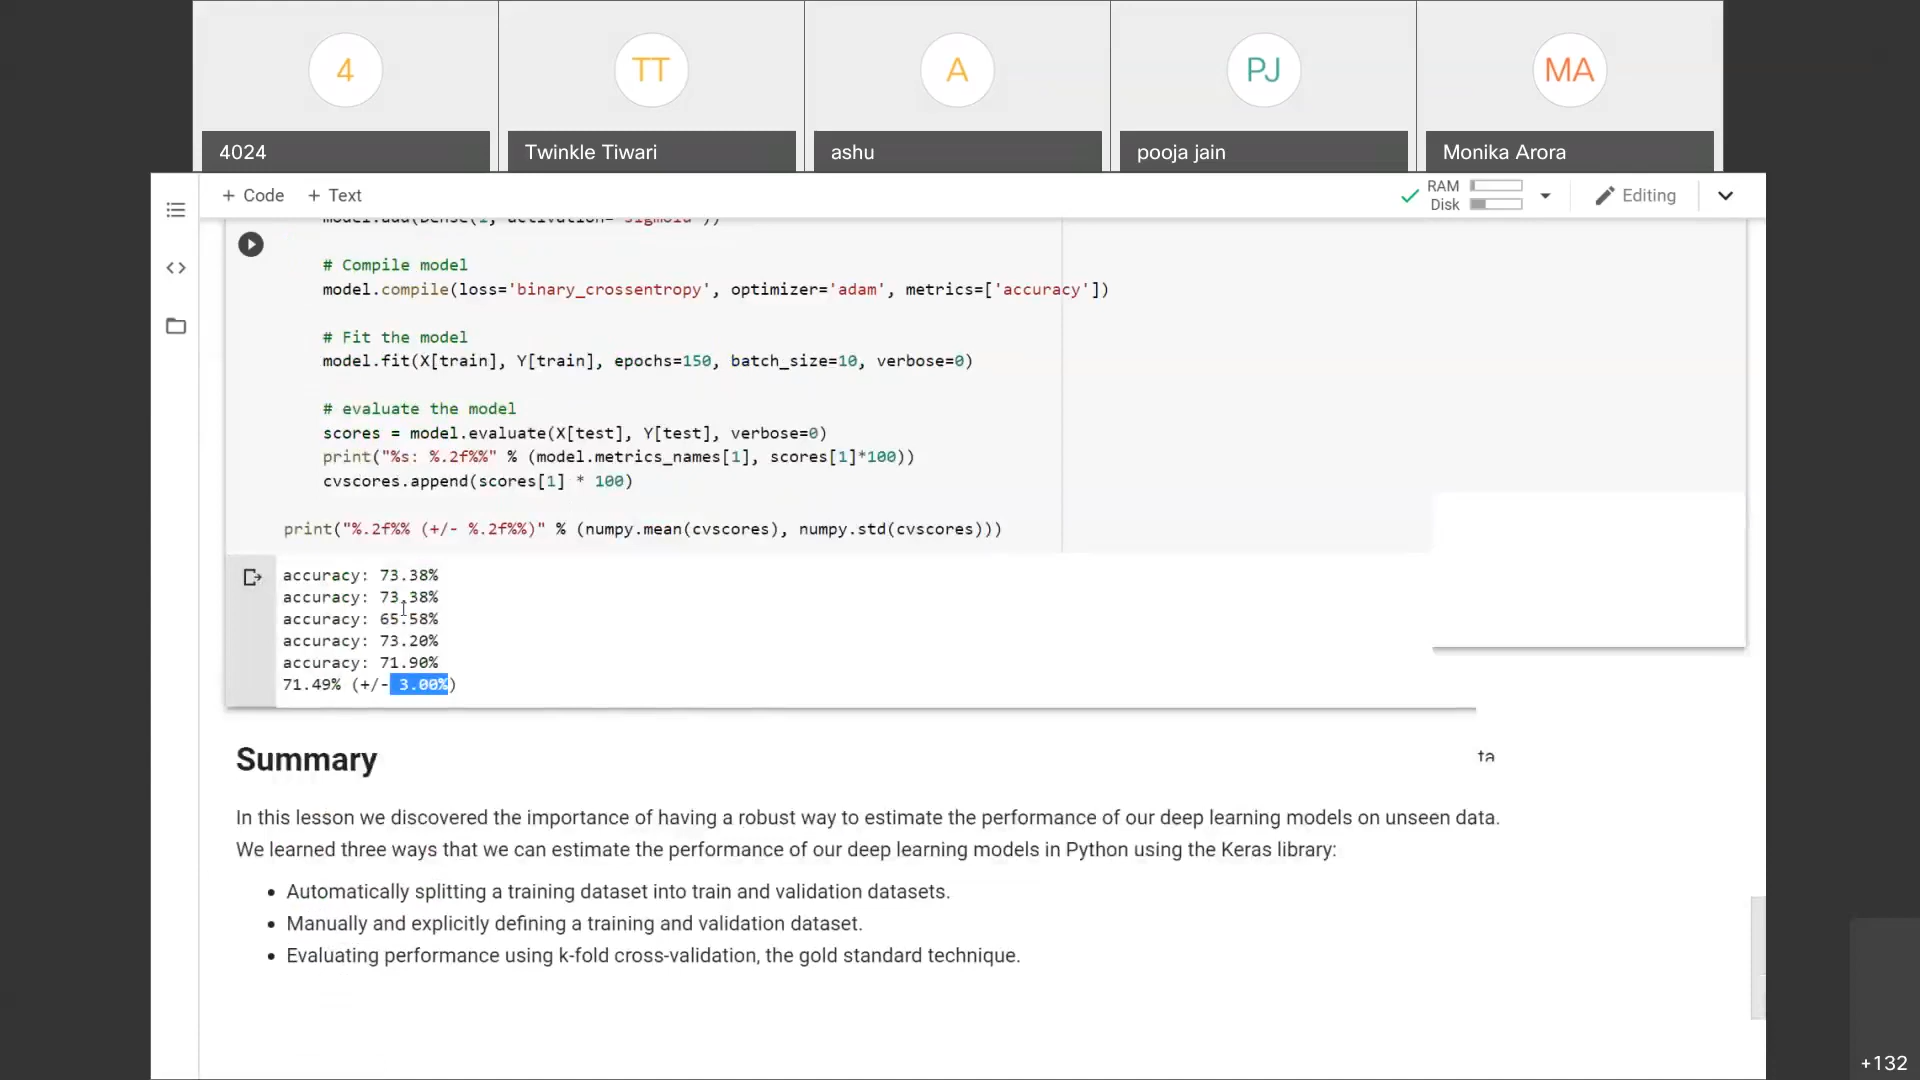 4
TT
A
PJ
MA
4024
Twinkle Tiwari
ashu
pooja jain
Monika Arora
+ Code + Text
RAM
Disk
Editing
model.add(Dense(1, activation='sigmoid'))
# Compile model
model.compile(loss='binary_crossentropy', optimizer='adam', metrics=['accuracy'])
# Fit the model
model.fit(X[train], Y[train], epochs=150, batch_size=10, verbose=0)
# evaluate the model
scores = model.evaluate(X[test], Y[test], verbose=0)
print("%s: %.2f%%" % (model.metrics_names[1], scores[1]*100))
cvscores.append(scores[1] * 100)
print("%.2f%% (+/- %.2f%%)" % (numpy.mean(cvscores), numpy.std(cvscores)))
accuracy: 73.38%
accuracy: 73.38%
accuracy: 65.58%
accuracy: 73.20%
accuracy: 71.90%
71.49% (+/- 3.00%)
Summary
ta
In this lesson we discovered the importance of having a robust way to estimate the performance of our deep learning models on unseen data.
We learned three ways that we can estimate the performance of our deep learning models in Python using the Keras library:
• Automatically splitting a training dataset into train and validation datasets.
• Manually and explicitly defining a training and validation dataset.
• Evaluating performance using k-fold cross-validation, the gold standard technique.
+132